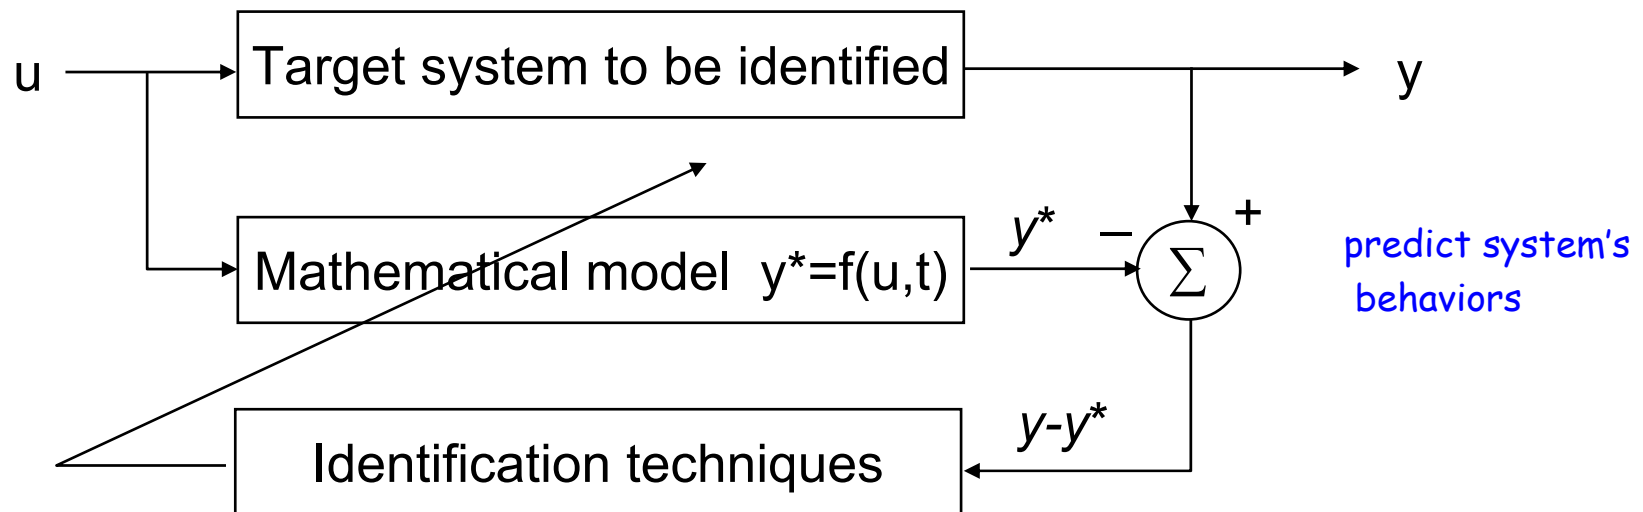 u
Target system to be identified
y
Mathematical model y*=f(u,t)
y*
−
+
∑
predict system's
behaviors
y-y*
Identification techniques